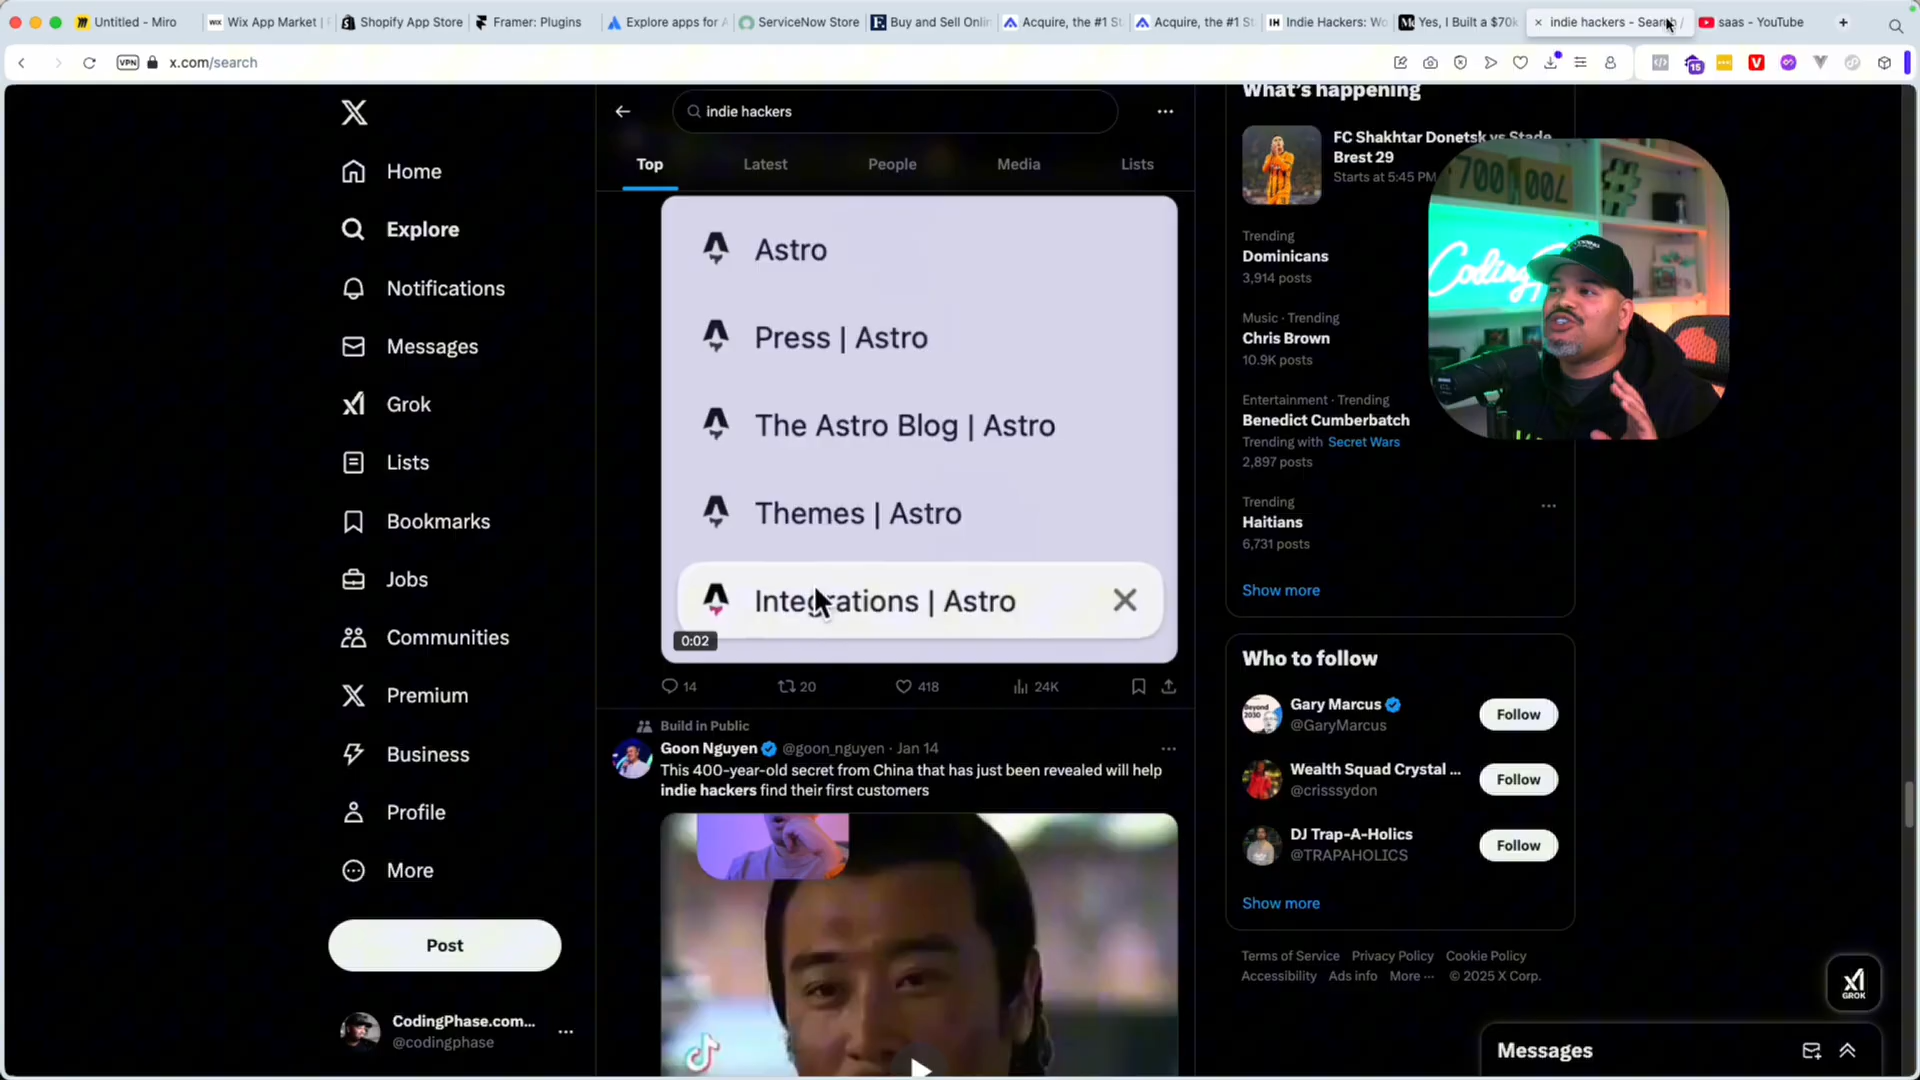 Untitled - Miro
WiX Wix App Market |
Shopify App Store
Framer: Plugins
Explore apps for
ServiceNow Store
Buy and Sell Onli
Acquire, the #1 St
Acquire, the #1 St
IH Indie Hackers: Wo
Yes, I Built a $70k
indie hackers - Search /
saas - YouTube
VPN
x.com/search
15
Home
Explore
Notifications
Messages
Grok
Lists
Bookmarks
Jobs
Communities
Premium
Business
Profile
More
Post
CodingPhase.com...
@codingphase
indie hackers
Top
Latest
People
Media
Lists
Astro
Press | Astro
The Astro Blog | Astro
Themes | Astro
Integrations | Astro
0:02
14
20
418
24K
Build in Public
Goon Nguyen @goon_nguyen · Jan 14
This 400-year-old secret from China that has just been revealed will help
indie hackers find their first customers
What's happening
FC Shakhtar Donetsk vs Stade
Brest 29
Starts at 5:45 PM
Trending
Dominicans
3,914 posts
Music · Trending
Chris Brown
10.9K posts
Entertainment · Trending
Benedict Cumberbatch
Trending with Secret Wars
2,897 posts
Trending
Haitians
6,731 posts
Show more
Who to follow
Gary Marcus
@GaryMarcus
Follow
Wealth Squad Crystal ...
@crisssydon
Follow
DJ Trap-A-Holics
@TRAPAHOLICS
Follow
Show more
Terms of Service Privacy Policy Cookie Policy
Accessibility Ads info More ··· © 2025 X Corp.
GROK
Messages